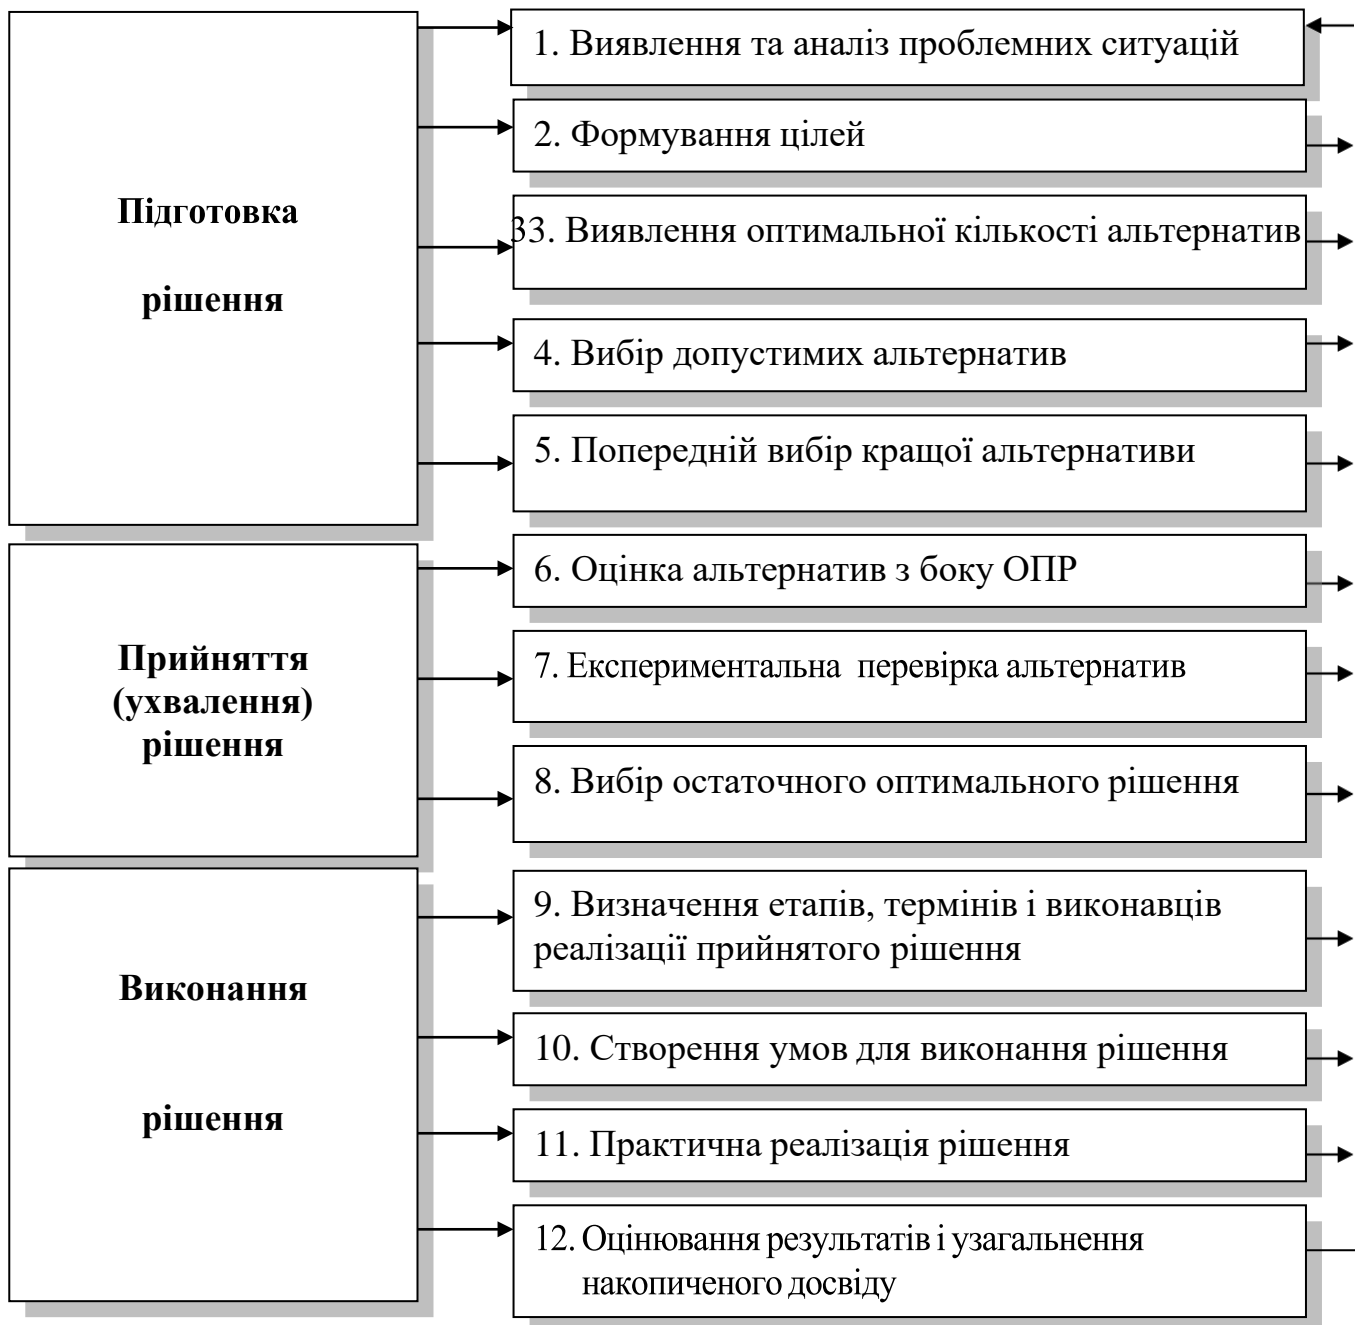 Підготовка
рішення
1. Виявлення та аналіз проблемних ситуацій
2. Формування цілей
33. Виявлення оптимальної кількості альтернатив
4. Вибір допустимих альтернатив
5. Попередній вибір кращої альтернативи
Прийняття
(ухвалення)
рішення
6. Оцінка альтернатив з боку ОПР
7. Експериментальна перевірка альтернатив
8. Вибір остаточного оптимального рішення
Виконання
рішення
9. Визначення етапів, термінів і виконавців
реалізації прийнятого рішення
10. Створення умов для виконання рішення
11. Практична реалізація рішення
12. Оцінювання результатів і узагальнення
накопиченого досвіду